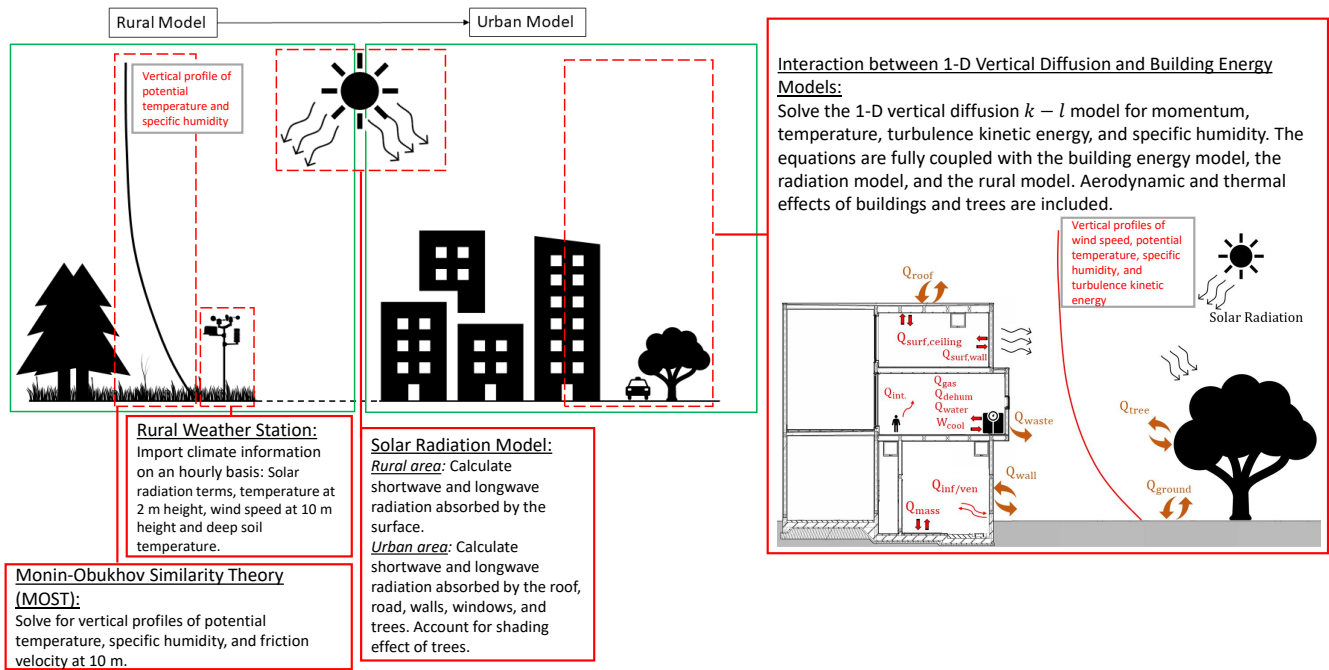 Rural Model
Urban Model
Vertical profile of
potential
temperature and
specific humidity
Rural Weather Station:
Import climate information
on an hourly basis: Solar
radiation terms, temperature at
2 m height, wind speed at 10 m
height and deep soil
temperature.
Monin-Obukhov Similarity Theory
(MOST):
Solve for vertical profiles of potential
temperature, specific humidity, and friction
velocity at 10 m.
Solar Radiation Model:
Rural area: Calculate
shortwave and longwave
radiation absorbed by the
surface.
Urban area: Calculate
shortwave and longwave
radiation absorbed by the roof,
road, walls, windows, and
trees. Account for shading
effect of trees.
Interaction between 1-D Vertical Diffusion and Building Energy
Models:
Solve the 1-D vertical diffusion k − l model for momentum,
temperature, turbulence kinetic energy, and specific humidity. The
equations are fully coupled with the building energy model, the
radiation model, and the rural model. Aerodynamic and thermal
effects of buildings and trees are included.
Vertical profiles of
wind speed, potential
temperature, specific
humidity, and
turbulence kinetic
energy
Solar Radiation
Qroof
Qsurf,ceiling
Qsurf,wall
Qint.
Qgas
Qdehum
Qwater
Wcool
Qwaste
Qwall
Qinf/ven
Qmass
Qtree
Qground